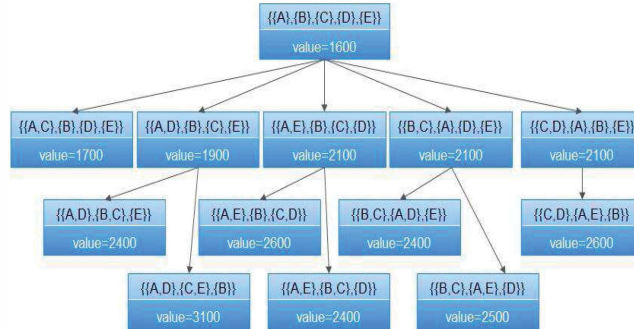 {{A},{B},{C},{D},{E}}
value=1600
{{A,C},{B},{D},{E}}
value=1700
{{A,D},{B},{C},{E}}
value=1900
{{A,E},{B},{C},{D}}
value=2100
{{B,C},{A},{D},{E}}
value=2100
{{C,D},{A},{B},{E}}
value=2100
{{A,D},{B,C},{E}}
value=2400
{{A,E},{B},{C,D}}
value=2600
{{B,C},{A,D},{E}}
value=2400
{{C,D},{A,E},{B}}
value=2600
{{A,D},{C,E},{B}}
value=3100
{{A,E},{B,C},{D}}
value=2400
{{B,C},{A,E},{D}}
value=2500